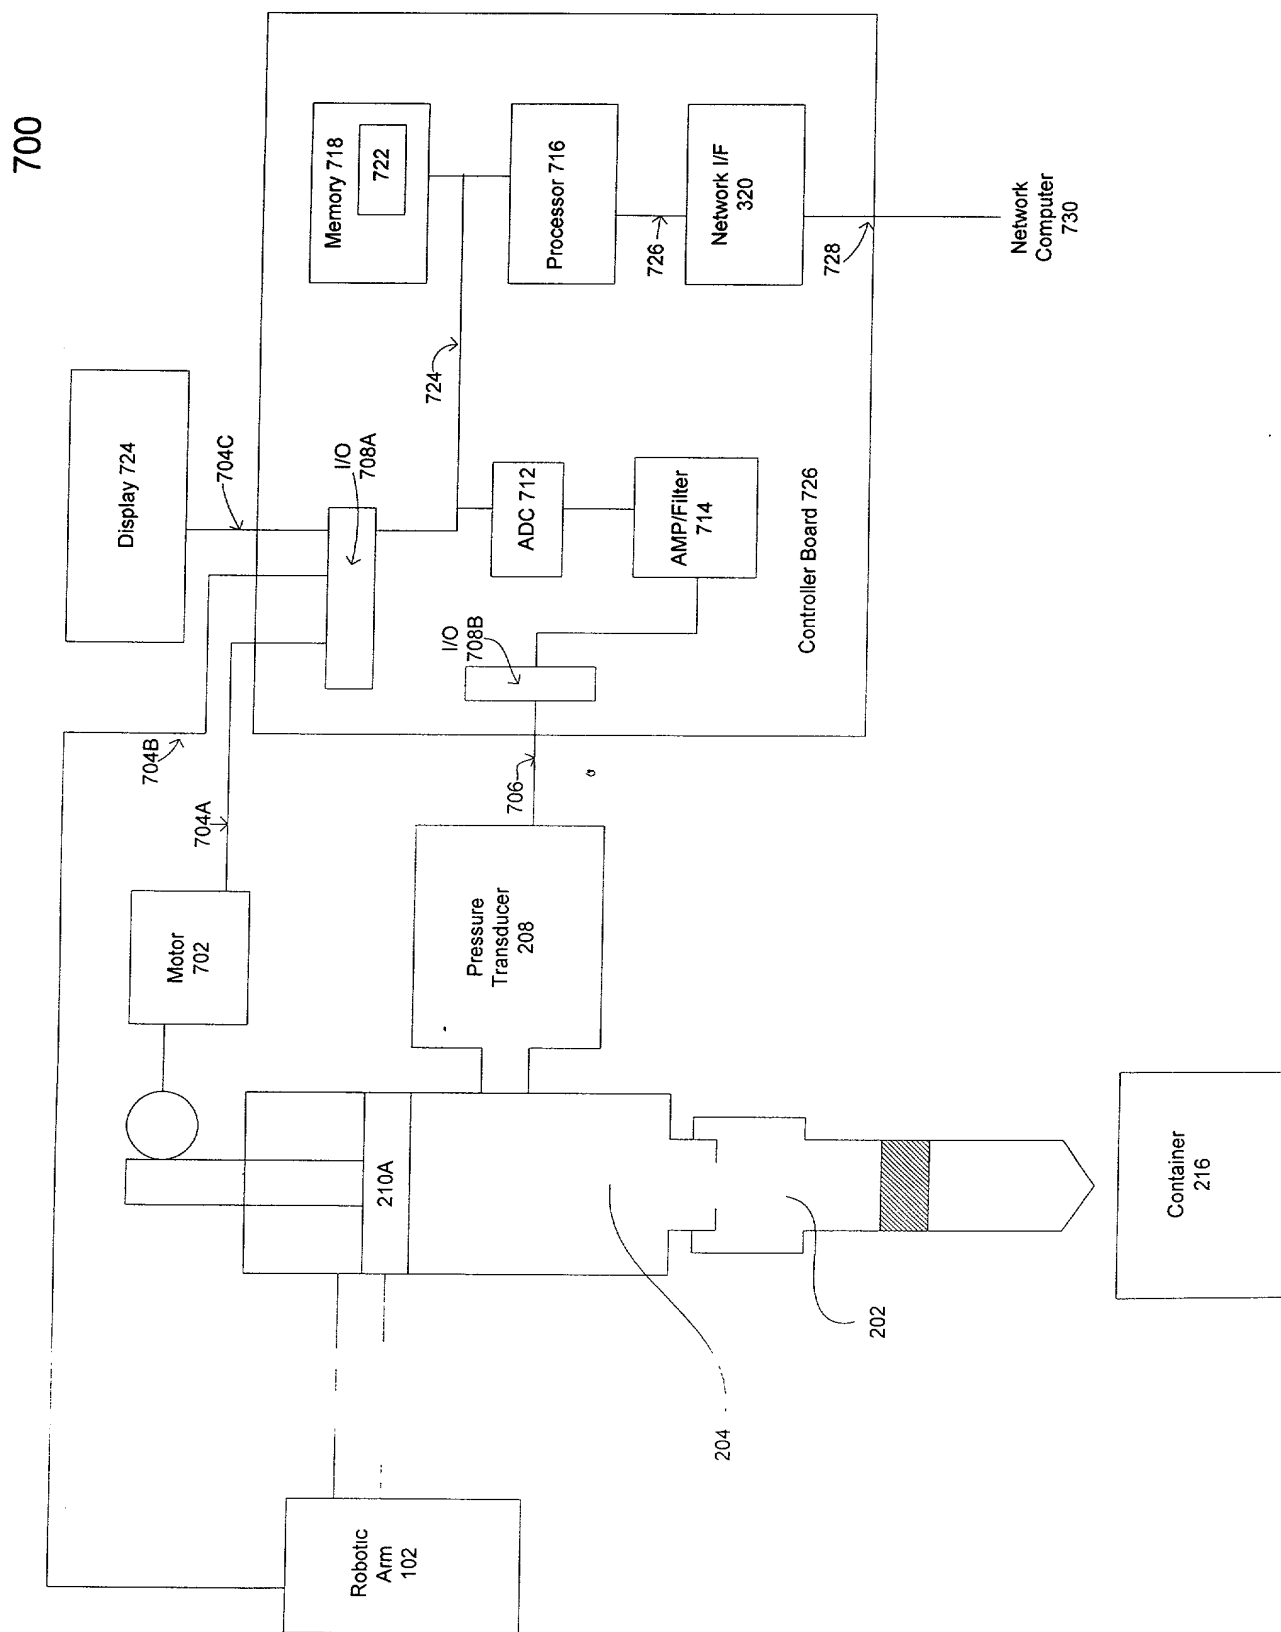 700
Display 724
704C
I/O
708A
704B
704A
Motor
702
Memory 718
722
Processor 716
726
Network I/F
320
728
Network
Computer
730
724
ADC 712
AMP/Filter
714
I/O
708B
Controller Board 726
706
Pressure
Transducer
208
210A
204
202
Container
216
Robotic
Arm
102